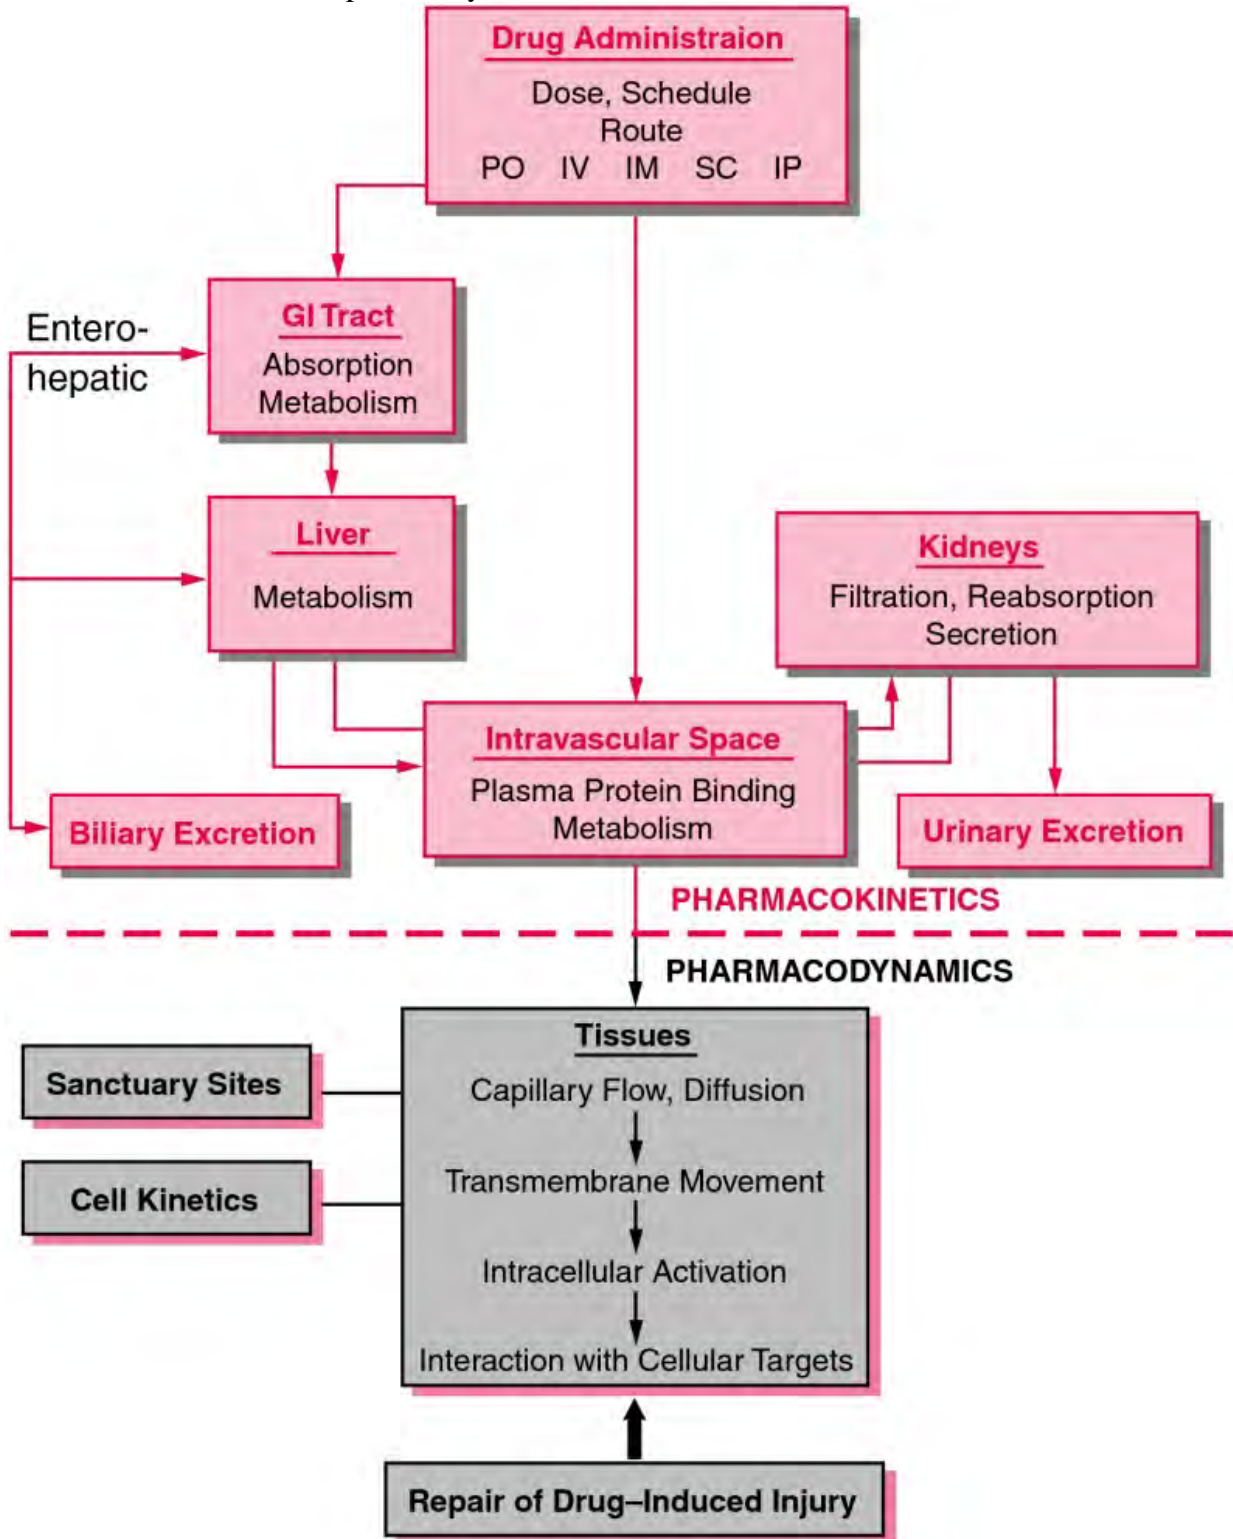 Drug Administraion
Dose, Schedule
Route
PO IV IM SC IP
GI Tract
Absorption
Metabolism
Entero-
hepatic
Liver
Metabolism
Kidneys
Filtration, Reabsorption
Secretion
Intravascular Space
Plasma Protein Binding
Metabolism
Biliary Excretion
Urinary Excretion
PHARMACOKINETICS
PHARMACODYNAMICS
Tissues
Capillary Flow, Diffusion
Transmembrane Movement
Intracellular Activation
Interaction with Cellular Targets
Sanctuary Sites
Cell Kinetics
Repair of Drug–Induced Injury